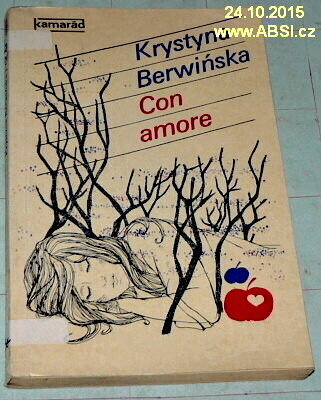 24.10.2015
www.ABSI.cz
kamarád
Krystyna
Berwińska
Con
amore